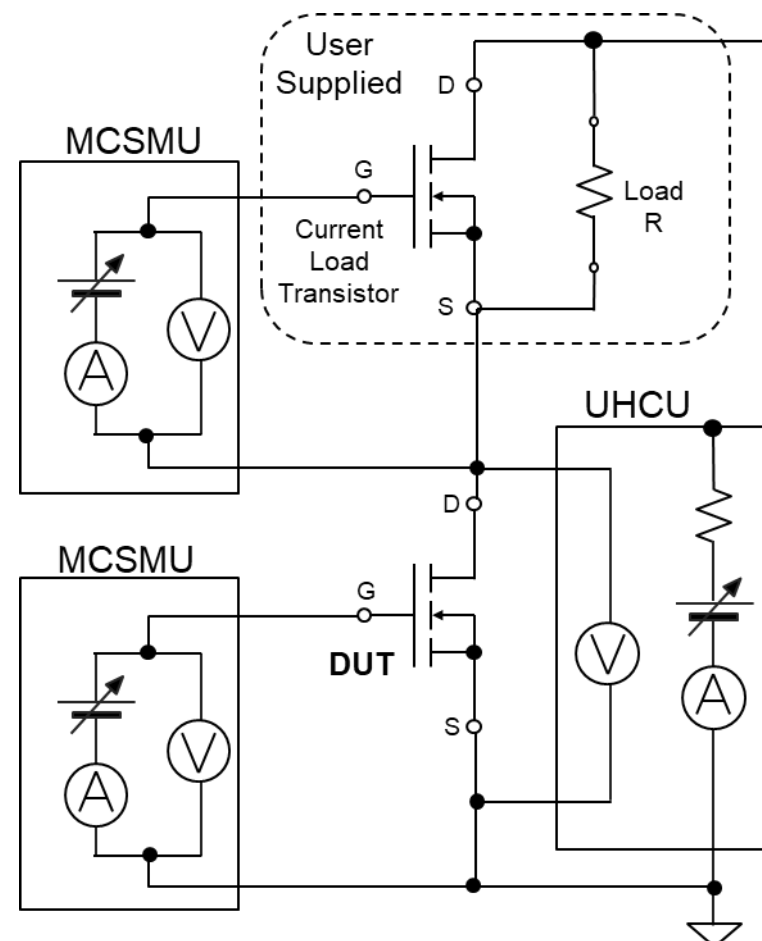 User
Supplied
D
MCSMU
G
Load
R
Current
Load
Transistor
V
A
S
UHCU
D
MCSMU
G
DUT
V
A
S
V
A